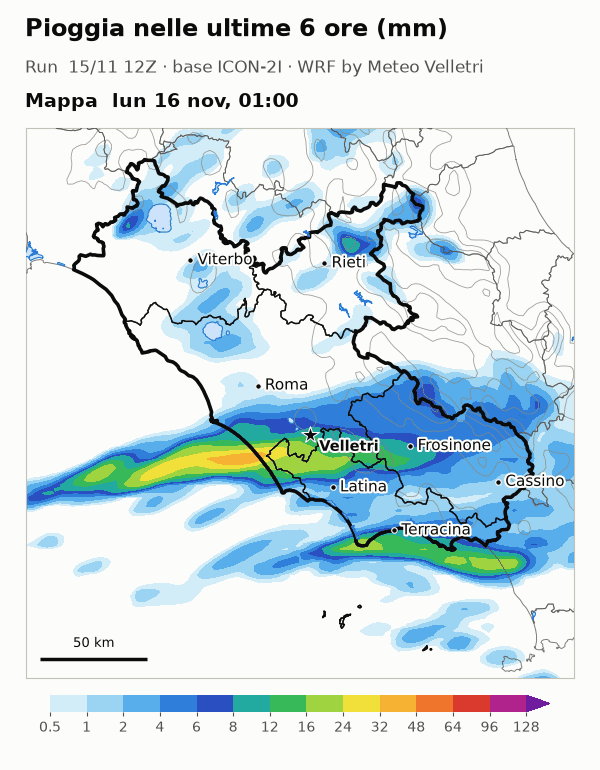 Pioggia nelle ultime 6 ore (mm)
Run  15/11 12Z · base ICON-2I · WRF by Meteo Velletri
Mappa  lun 16 nov, 01:00
Viterbo
Rieti
Roma
Velletri
Frosinone
Latina
Cassino
Terracina
50 km
0.5 1 2 4 6 8 12 16 24 32 48 64 96 128